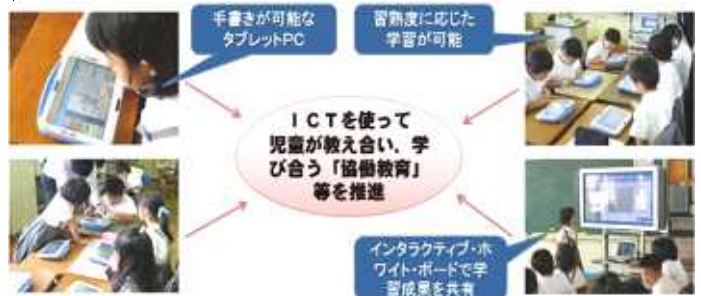 手書きが可能な
タブレットPC
習熟度に応じた
学習が可能
ICTを使って
児童が教え合い、学
び合う「協働教育」
等を推進
インタラクティブ・ホ
ワイト・ボードで学
習成果を共有